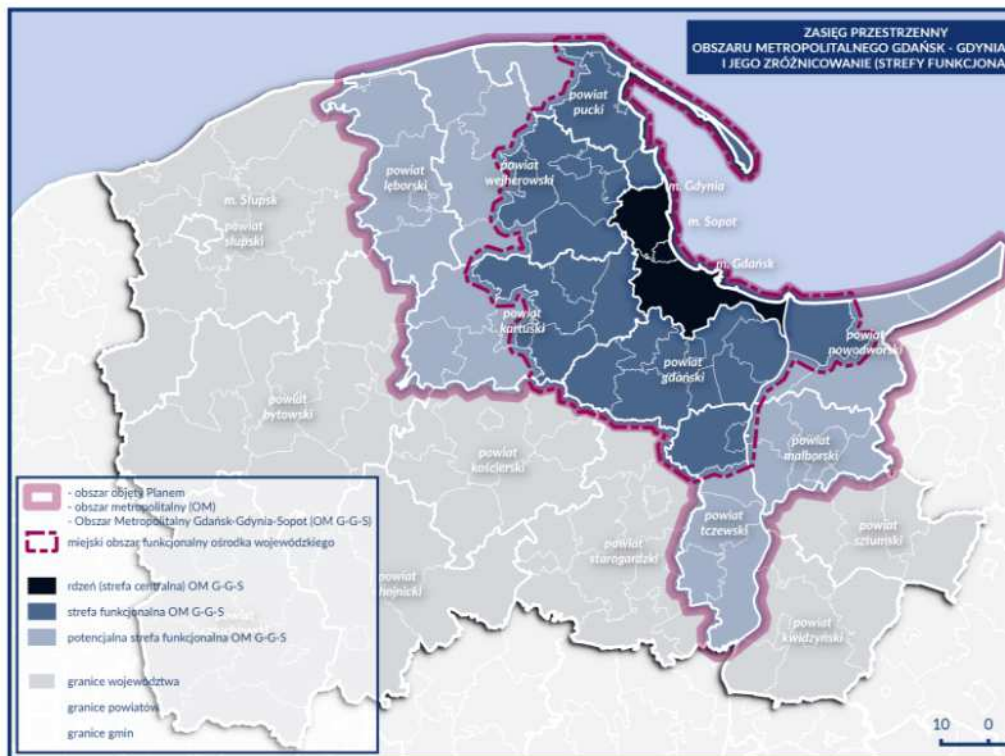 ZASIĘG PRZESTRZENNY
OBSZARU METROPOLITALNEGO GDAŃSK - GDYNIA
I JEGO ZRÓŻNICOWANIE (STREFY FUNKCJONA
powiat
pucki
powiat
wejherowski
powiat
lęborski
m. Gdynia
m. Sopot
m. Gdańsk
m. Słupsk
powiat
słupski
powiat
kartuski
powiat
nowodworski
powiat
gdański
powiat
bytowski
powiat
kościerski
powiat
malborski
powiat
tczewski
powiat
starogardzki
powiat
sztumski
powiat
kwidzyński
powiat
hojnicki
- obszar objęty Planem
- obszar metropolitalny (OM)
- Obszar Metropolitalny Gdańsk-Gdynia-Sopot (OM G-G-S)
miejski obszar funkcjonalny ośrodka wojewódzkiego
rdzeń (strefa centralna) OM G-G-S
strefa funkcjonalna OM G-G-S
potencjalna strefa funkcjonalna OM G-G-S
granice województwa
granice powiatów
granice gmin
10 0